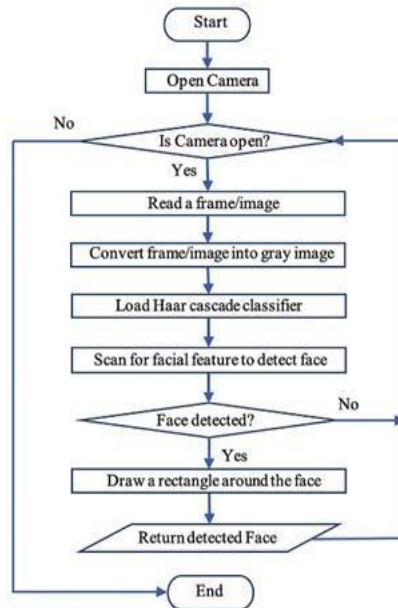 Start
Open Camera
No
Is Camera open?
Yes
Read a frame/image
Convert frame/image into gray image
Load Haar cascade classifier
Scan for facial feature to detect face
Face detected?
No
Yes
Draw a rectangle around the face
Return detected Face
End